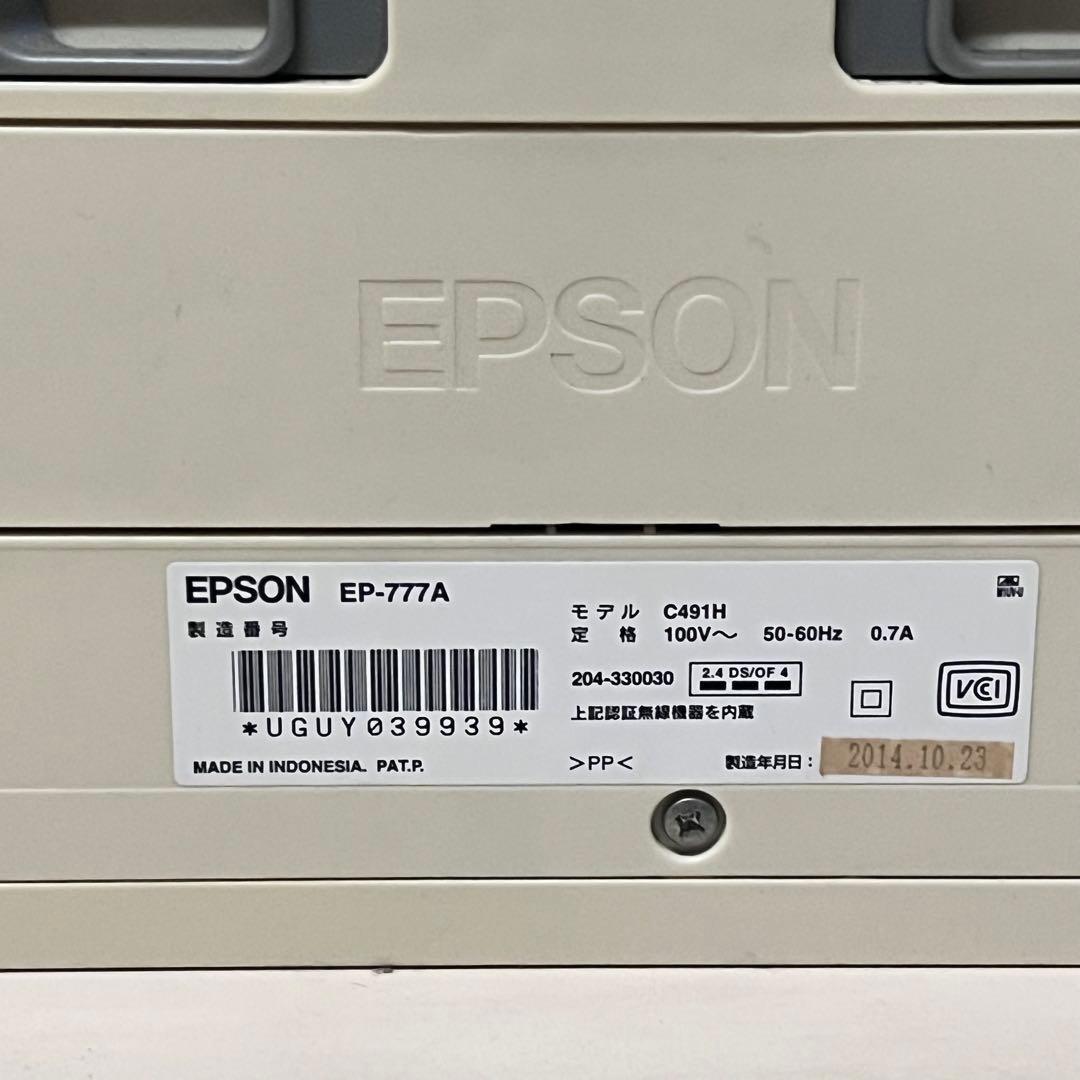 EPSON
EPSON EP-777A
製造番号
*UGUY039939*
MADE IN INDONESIA. PAT.P.
モデル C491H
定格 100V～ 50-60Hz 0.7A
204-330030 2.4 DS/OF 4
上記認証無線機器を内蔵
>PP<
製造年月日： 2014.10.23
VCCI